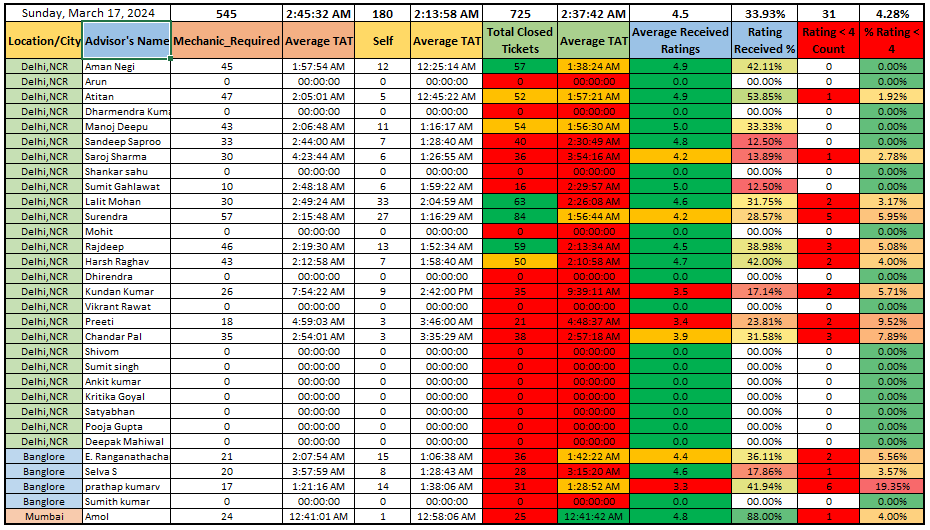 Sunday, March 17, 2024 545 2:45:32 AM 180 2:13:58 AM 725 2:37:42 AM 4.5 33.93% 31 4.28%
Location/City Advisor's Name Mechanic_Required Average TAT Self Average TAT Total Closed Tickets Average TAT Average Received Ratings Rating Received % Rating < 4 Count % Rating < 4
Delhi,NCR Aman Negi 45 1:57:54 AM 12 12:25:14 AM 57 1:38:24 AM 4.9 42.11% 0 0.00%
Delhi,NCR Arun 0 00:00:00 0 00:00:00 0 00:00:00 0.0 00.00% 0 0.00%
Delhi,NCR Atitan 47 2:05:01 AM 5 12:45:22 AM 52 1:57:21 AM 4.9 53.85% 1 1.92%
Delhi,NCR Dharmendra Kuma 0 00:00:00 0 00:00:00 0 00:00:00 0.0 00.00% 0 0.00%
Delhi,NCR Manoj Deepu 43 2:06:48 AM 11 1:16:17 AM 54 1:56:30 AM 5.0 33.33% 0 0.00%
Delhi,NCR Sandeep Saproo 33 2:44:00 AM 7 1:28:40 AM 40 2:30:49 AM 4.8 12.50% 0 0.00%
Delhi,NCR Saroj Sharma 30 4:23:44 AM 6 1:26:55 AM 36 3:54:16 AM 4.2 13.89% 1 2.78%
Delhi,NCR Shankar sahu 0 00:00:00 0 00:00:00 0 00:00:00 0.0 00.00% 0 0.00%
Delhi,NCR Sumit Gahlawat 10 2:48:18 AM 6 1:59:22 AM 16 2:29:57 AM 5.0 12.50% 0 0.00%
Delhi,NCR Lalit Mohan 30 2:49:24 AM 33 2:04:59 AM 63 2:26:08 AM 4.6 31.75% 2 3.17%
Delhi,NCR Surendra 57 2:15:48 AM 27 1:16:29 AM 84 1:56:44 AM 4.2 28.57% 5 5.95%
Delhi,NCR Mohit 0 00:00:00 0 00:00:00 0 00:00:00 0.0 00.00% 0 0.00%
Delhi,NCR Rajdeep 46 2:19:30 AM 13 1:52:34 AM 59 2:13:34 AM 4.5 38.98% 3 5.08%
Delhi,NCR Harsh Raghav 43 2:12:58 AM 7 1:58:40 AM 50 2:10:58 AM 4.7 42.00% 2 4.00%
Delhi,NCR Dhirendra 0 00:00:00 0 00:00:00 0 00:00:00 0.0 00.00% 0 0.00%
Delhi,NCR Kundan Kumar 26 7:54:22 AM 9 2:42:00 PM 35 9:39:11 AM 3.5 17.14% 2 5.71%
Delhi,NCR Vikrant Rawat 0 00:00:00 0 00:00:00 0 00:00:00 0.0 00.00% 0 0.00%
Delhi,NCR Preeti 18 4:59:03 AM 3 3:46:00 AM 21 4:48:37 AM 3.4 23.81% 2 9.52%
Delhi,NCR Chandar Pal 35 2:54:01 AM 3 3:35:29 AM 38 2:57:18 AM 3.9 31.58% 3 7.89%
Delhi,NCR Shivom 0 00:00:00 0 00:00:00 0 00:00:00 0.0 00.00% 0 0.00%
Delhi,NCR Sumit singh 0 00:00:00 0 00:00:00 0 00:00:00 0.0 00.00% 0 0.00%
Delhi,NCR Ankit kumar 0 00:00:00 0 00:00:00 0 00:00:00 0.0 00.00% 0 0.00%
Delhi,NCR Kritika Goyal 0 00:00:00 0 00:00:00 0 00:00:00 0.0 00.00% 0 0.00%
Delhi,NCR Satyabhan 0 00:00:00 0 00:00:00 0 00:00:00 0.0 00.00% 0 0.00%
Delhi,NCR Pooja Gupta 0 00:00:00 0 00:00:00 0 00:00:00 0.0 00.00% 0 0.00%
Delhi,NCR Deepak Mahiwal 0 00:00:00 0 00:00:00 0 00:00:00 0.0 00.00% 0 0.00%
Banglore E. Ranganathachar 21 2:07:54 AM 15 1:06:38 AM 36 1:42:22 AM 4.4 36.11% 2 5.56%
Banglore Selva S 20 3:57:59 AM 8 1:28:43 AM 28 3:15:20 AM 4.6 17.86% 1 3.57%
Banglore prathap kumarv 17 1:21:16 AM 14 1:38:06 AM 31 1:28:52 AM 3.3 41.94% 6 19.35%
Banglore Sumith kumar 0 00:00:00 0 00:00:00 0 00:00:00 0.0 00.00% 0 0.00%
Mumbai Amol 24 12:41:01 AM 1 12:58:06 AM 25 12:41:42 AM 4.8 88.00% 1 4.00%